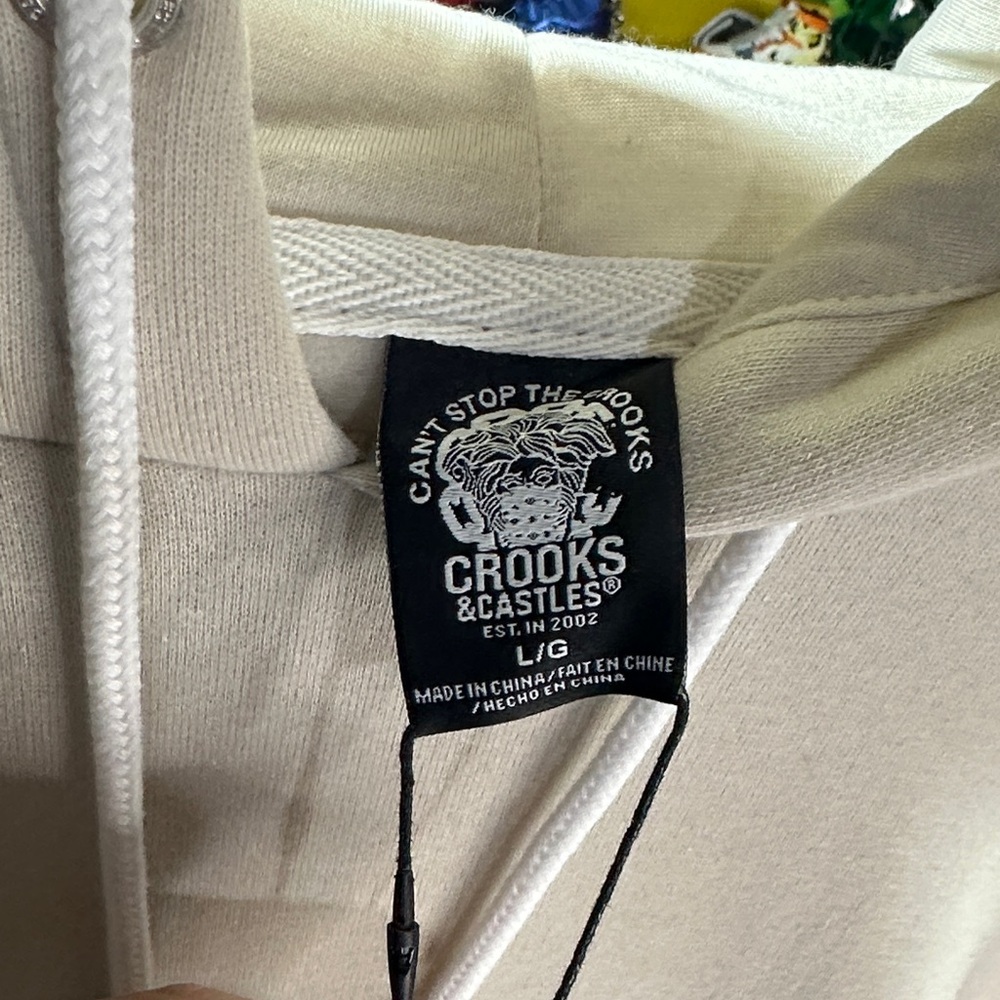 CAN'T STOP THE CROOKS
CROOKS
&CASTLES®
EST. IN 2002
L/G
MADE IN CHINA/FAIT EN CHINE
/HECHO EN CHINA